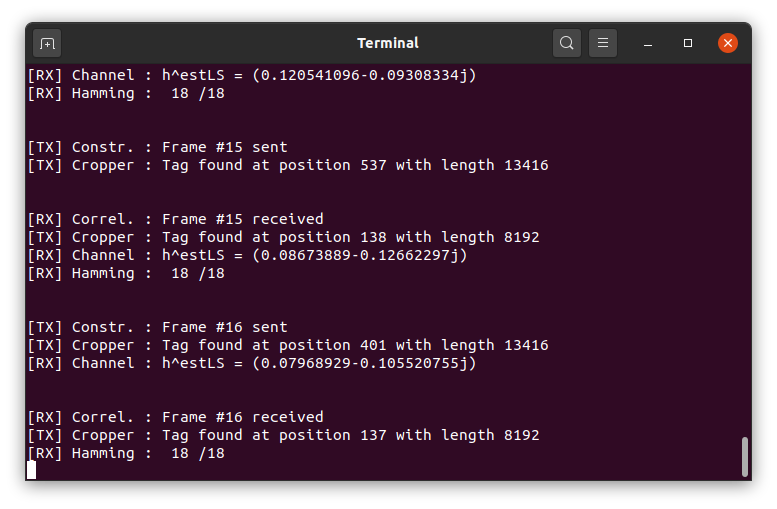 Terminal
[RX] Channel : h^estLS = (0.120541096-0.09308334j)
[RX] Hamming :  18 /18
[TX] Constr. : Frame #15 sent
[TX] Cropper : Tag found at position 537 with length 13416
[RX] Correl. : Frame #15 received
[TX] Cropper : Tag found at position 138 with length 8192
[RX] Channel : h^estLS = (0.08673889-0.12662297j)
[RX] Hamming :  18 /18
[TX] Constr. : Frame #16 sent
[TX] Cropper : Tag found at position 401 with length 13416
[RX] Channel : h^estLS = (0.07968929-0.105520755j)
[RX] Correl. : Frame #16 received
[TX] Cropper : Tag found at position 137 with length 8192
[RX] Hamming :  18 /18